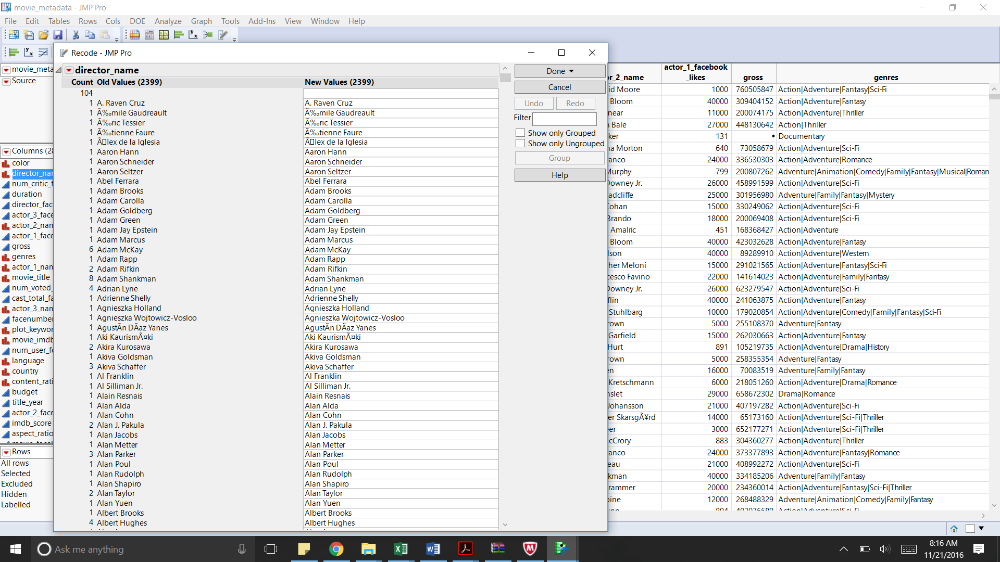 movie_metadata - JMP Pro
File Edit Tables Rows Cols DOE Analyze Graph Tools Add-Ins View Window Help
Recode - JMP Pro
movie_meta
Source
Columns (28
color
director_nam
num_critic_f
duration
director_fac
actor_3_face
actor_2_nam
actor_1_face
gross
genres
actor_1_nam
movie_title
num_voted_
cast_total_fa
actor_3_nam
facenumber
plot_keywor
movie_imdb
num_user_fo
language
country
content_rati
budget
title_year
actor_2_face
imdb_score
aspect_ratio
Rows
All rows
Selected
Excluded
Hidden
Labelled
director_name
Count Old Values (2399) New Values (2399)
104
1 A. Raven Cruz A. Raven Cruz
1 Ã‰mile Gaudreault Ã‰mile Gaudreault
1 Ã‰ric Tessier Ã‰ric Tessier
1 Ã‰tienne Faure Ã‰tienne Faure
1 Ã▯lex de la Iglesia Ã▯lex de la Iglesia
1 Aaron Hann Aaron Hann
1 Aaron Schneider Aaron Schneider
1 Aaron Seltzer Aaron Seltzer
1 Abel Ferrara Abel Ferrara
1 Adam Brooks Adam Brooks
1 Adam Carolla Adam Carolla
1 Adam Goldberg Adam Goldberg
1 Adam Green Adam Green
1 Adam Jay Epstein Adam Jay Epstein
1 Adam Marcus Adam Marcus
6 Adam McKay Adam McKay
1 Adam Rapp Adam Rapp
2 Adam Rifkin Adam Rifkin
8 Adam Shankman Adam Shankman
4 Adrian Lyne Adrian Lyne
1 Adrienne Shelly Adrienne Shelly
1 Agnieszka Holland Agnieszka Holland
1 Agnieszka Wojtowicz-Vosloo Agnieszka Wojtowicz-Vosloo
1 AgustÃn DÃaz Yanes AgustÃn DÃaz Yanes
1 Aki KaurismÃ¤ki Aki KaurismÃ¤ki
2 Akira Kurosawa Akira Kurosawa
1 Akiva Goldsman Akiva Goldsman
3 Akiva Schaffer Akiva Schaffer
1 Al Franklin Al Franklin
1 Al Silliman Jr. Al Silliman Jr.
1 Alain Resnais Alain Resnais
1 Alan Alda Alan Alda
1 Alan Cohn Alan Cohn
2 Alan J. Pakula Alan J. Pakula
1 Alan Jacobs Alan Jacobs
1 Alan Metter Alan Metter
3 Alan Parker Alan Parker
1 Alan Poul Alan Poul
1 Alan Rudolph Alan Rudolph
1 Alan Shapiro Alan Shapiro
2 Alan Taylor Alan Taylor
1 Alan Yuen Alan Yuen
1 Albert Brooks Albert Brooks
4 Albert Hughes Albert Hughes
Done
Cancel
Undo Redo
Filter
Show only Grouped
Show only Ungrouped
Group
Help
r_2_name actor_1_facebook_likes gross genres
id Moore 1000 760505847 Action|Adventure|Fantasy|Sci-Fi
Bloom 40000 309404152 Action|Adventure|Fantasy
near 11000 200074175 Action|Adventure|Thriller
Bale 27000 448130642 Action|Thriller
ker 131 • Documentary
na Morton 640 73058679 Action|Adventure|Sci-Fi
anco 24000 336530303 Action|Adventure|Romance
Murphy 799 200807262 Adventure|Animation|Comedy|Family|Fantasy|Musical|Roman
Downey Jr. 26000 458991599 Action|Adventure|Sci-Fi
adcliffe 25000 301956980 Adventure|Family|Fantasy|Mystery
Cohan 15000 330249062 Action|Adventure|Sci-Fi
Brando 18000 200069408 Action|Adventure|Sci-Fi
Amalric 451 168368427 Action|Adventure
Bloom 40000 423032628 Action|Adventure|Fantasy
lson 40000 89289910 Action|Adventure|Western
her Meloni 15000 291021565 Action|Adventure|Fantasy|Sci-Fi
cesco Favino 22000 141614023 Action|Adventure|Family|Fantasy
Downey Jr. 26000 623279547 Action|Adventure|Sci-Fi
flin 40000 241063875 Action|Adventure|Fantasy
Stuhlbarg 10000 179020854 Action|Adventure|Comedy|Family|Fantasy|Sci-Fi
rown 5000 255108370 Adventure|Fantasy
Garfield 15000 262030663 Action|Adventure|Fantasy
Hurt 891 105219735 Action|Adventure|Drama|History
rown 5000 258355354 Adventure|Fantasy
en 16000 70083519 Adventure|Family|Fantasy
Kretschmann 6000 218051260 Action|Adventure|Drama|Romance
nslet 29000 658672302 Drama|Romance
Johansson 21000 407197282 Action|Adventure|Sci-Fi
er SkarsgÃ¥rd 14000 65173160 Action|Adventure|Sci-Fi|Thriller
eer 3000 652177271 Action|Adventure|Sci-Fi|Thriller
cCrory 883 304360277 Action|Adventure|Thriller
anco 24000 373377893 Adventure|Fantasy|Romance
eau 21000 408992272 Action|Adventure|Sci-Fi
kman 40000 334185206 Adventure|Family|Fantasy
rammer 20000 234360014 Action|Adventure|Fantasy|Sci-Fi|Thriller
pine 12000 268488329 Adventure|Animation|Comedy|Family|Fantasy
Ask me anything
8:16 AM
11/21/2016